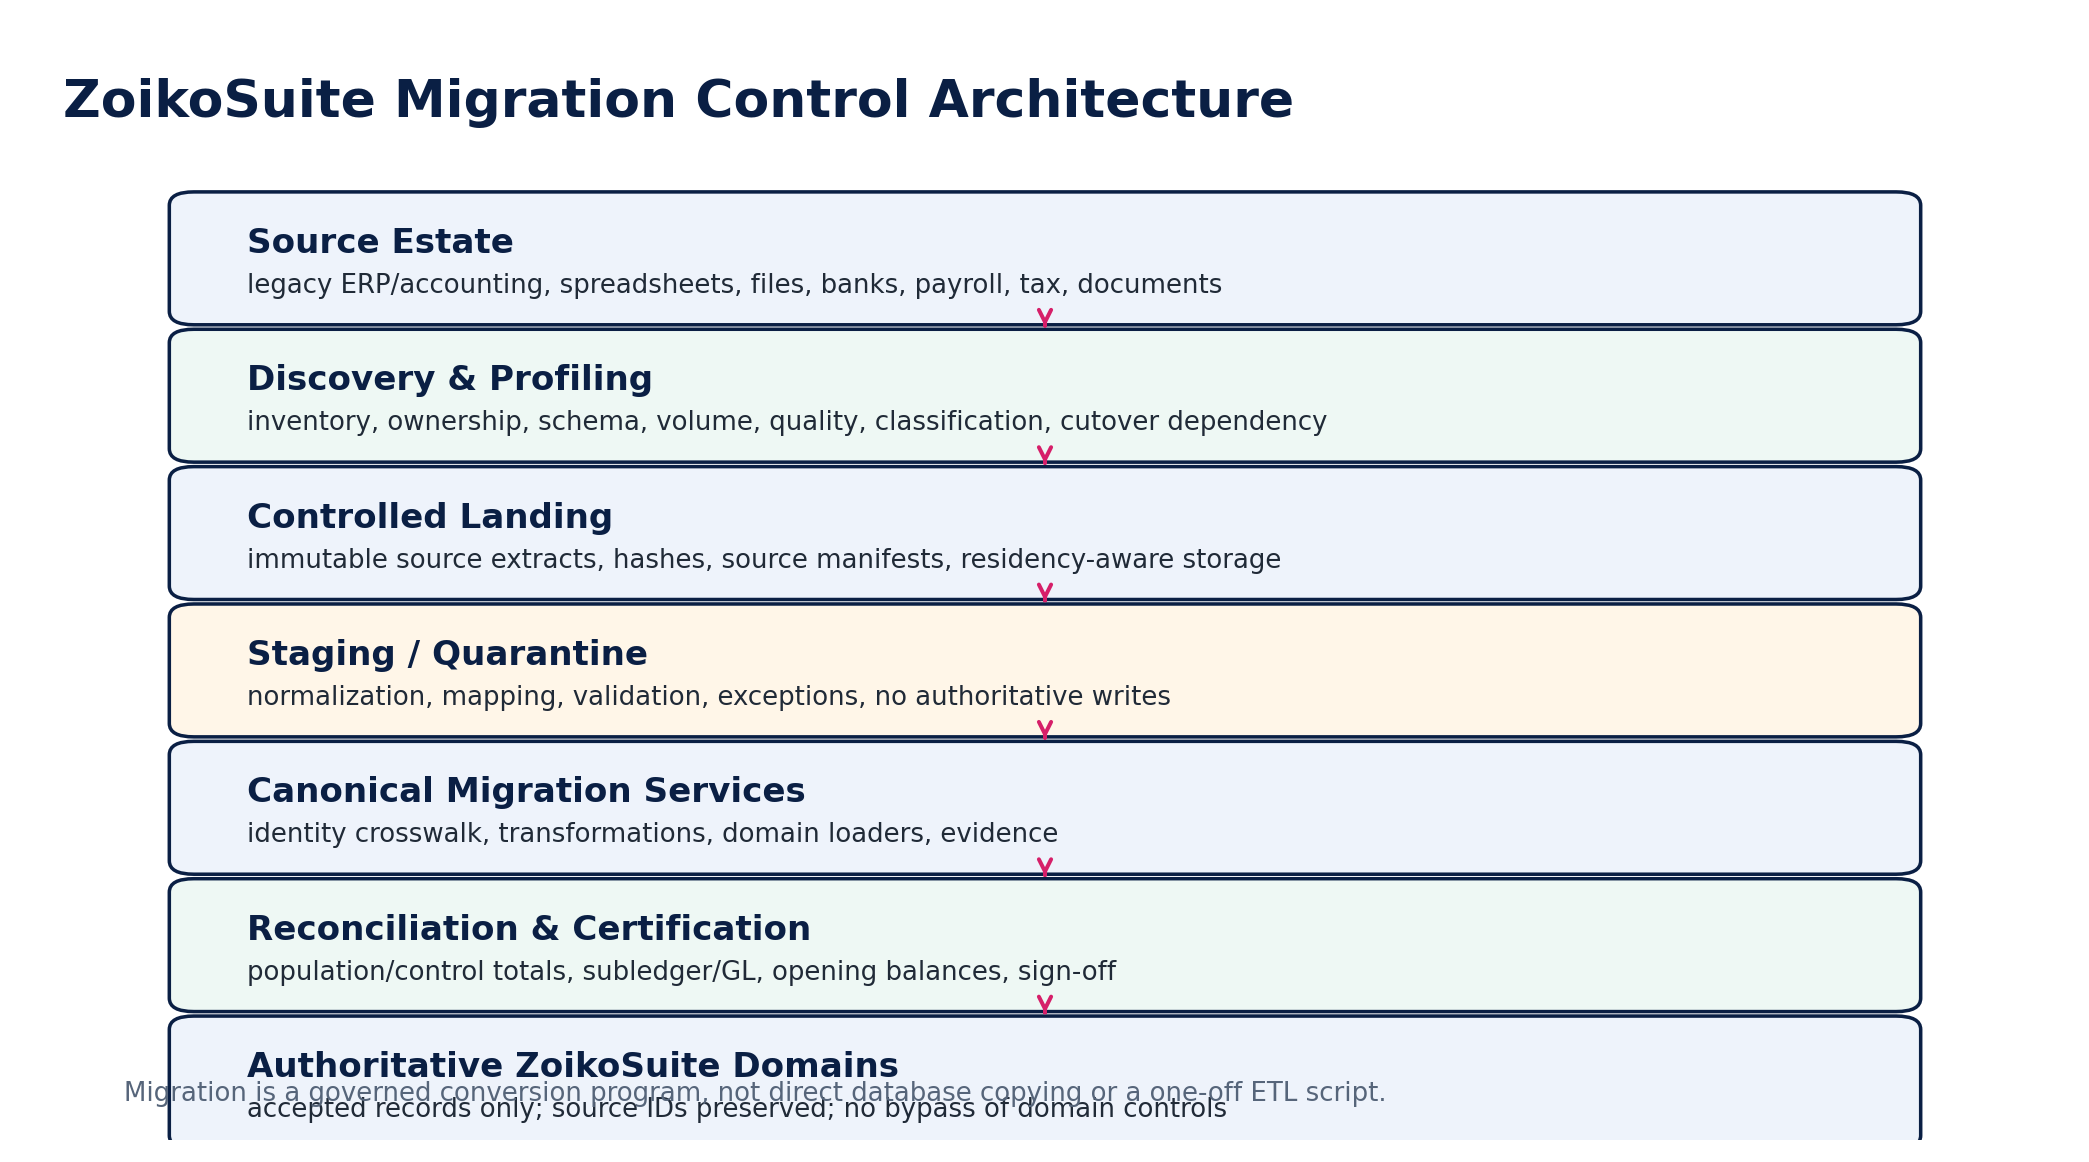 ZoikoSuite Migration Control Architecture
Source Estate
legacy ERP/accounting, spreadsheets, files, banks, payroll, tax, documents
Discovery & Profiling
inventory, ownership, schema, volume, quality, classification, cutover dependency
Controlled Landing
immutable source extracts, hashes, source manifests, residency-aware storage
Staging / Quarantine
normalization, mapping, validation, exceptions, no authoritative writes
Canonical Migration Services
identity crosswalk, transformations, domain loaders, evidence
Reconciliation & Certification
population/control totals, subledger/GL, opening balances, sign-off
Authoritative ZoikoSuite Domains
Migration is a governed conversion program, not direct database copying or a one-off ETL script.
accepted records only; source IDs preserved; no bypass of domain controls